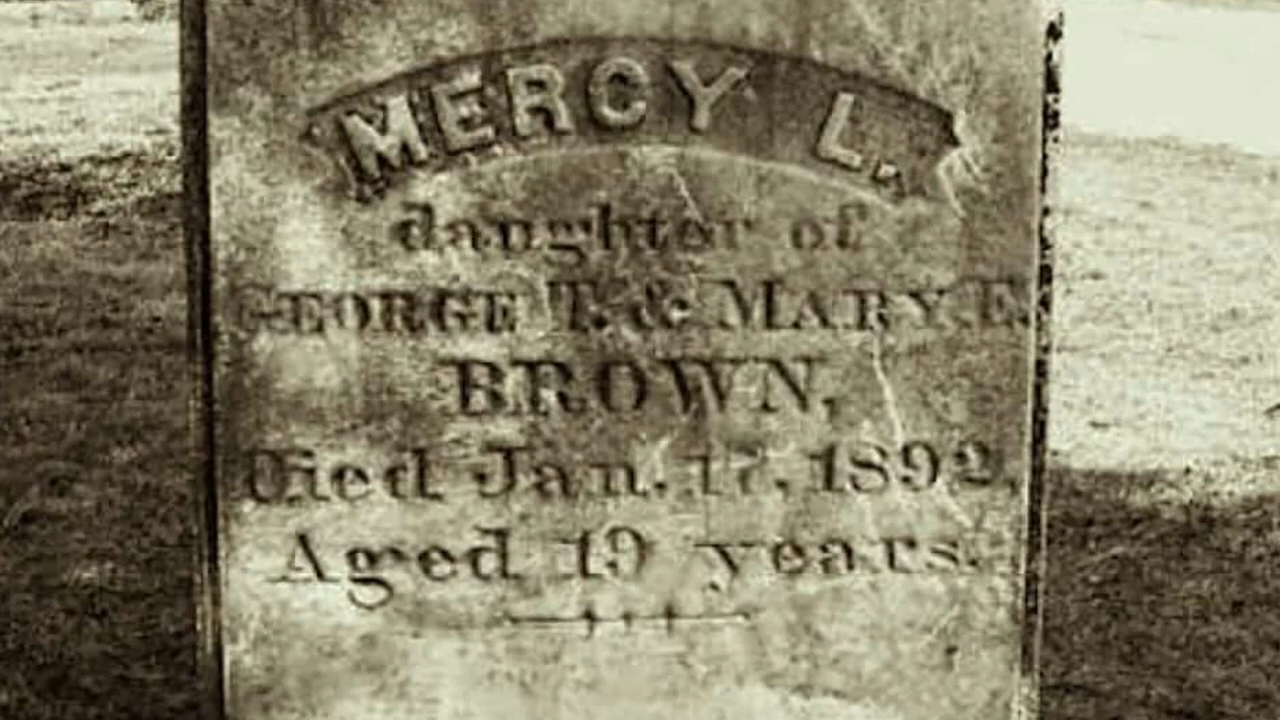 MERCY L.
daughter of
GEORGE T. & MARY E.
BROWN,
Died Jan. 17, 1892,
Aged 19 years.